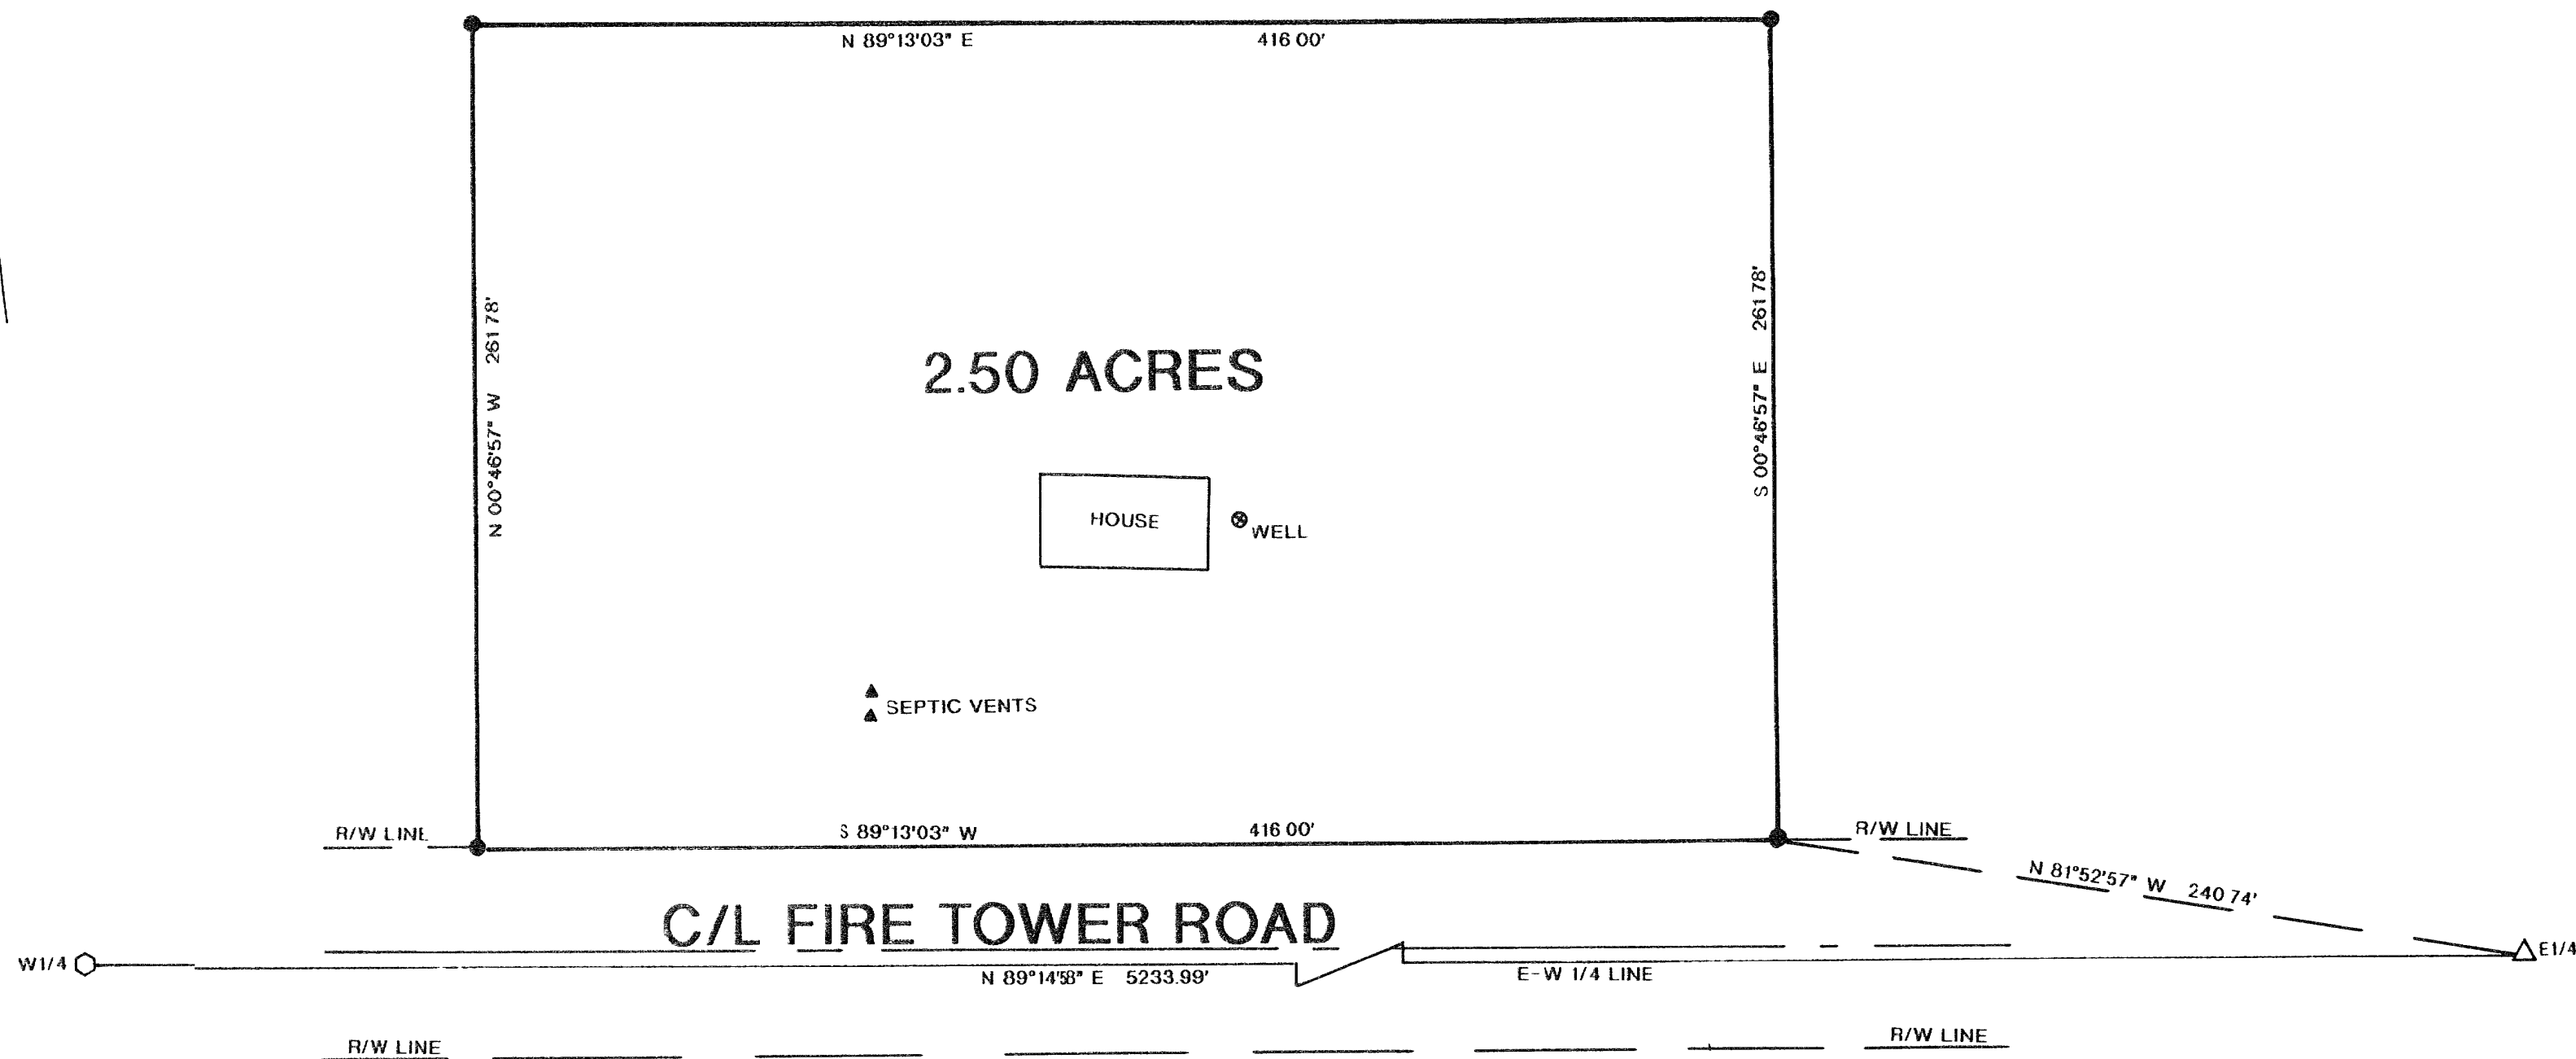 N 89°13'03" E 416 00'
N 00°46'57" W 261 78'
S 00°46'57" E 261 78'
2.50 ACRES
HOUSE
WELL
SEPTIC VENTS
R/W LINE
S 89°13'03" W 416 00'
R/W LINE
N 81°52'57" W 240 74'
C/L FIRE TOWER ROAD
W1/4
E1/4
N 89°14'58" E 5233.99'
E-W 1/4 LINE
R/W LINE
R/W LINE